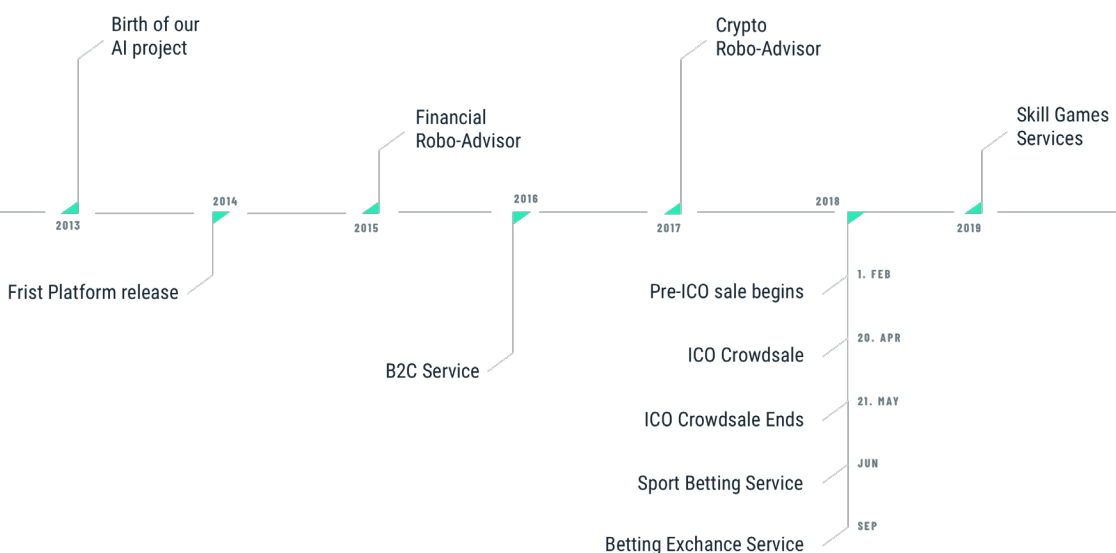 Birth of our
AI project
Crypto
Robo-Advisor
Financial
Robo-Advisor
Skill Games
Services
2013
2014
2015
2016
2017
2018
2019
Frist Platform release
B2C Service
1. FEB
Pre-ICO sale begins
20. APR
ICO Crowdsale
21. MAY
ICO Crowdsale Ends
JUN
Sport Betting Service
SEP
Betting Exchance Service